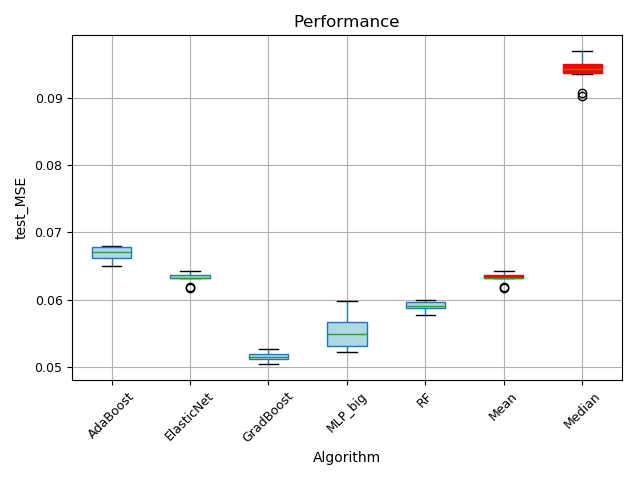 Performance
test_MSE
0.09
0.08
0.07
0.06
0.05
AdaBoost
ElasticNet
GradBoost
MLP_big
RF
Mean
Median
Algorithm